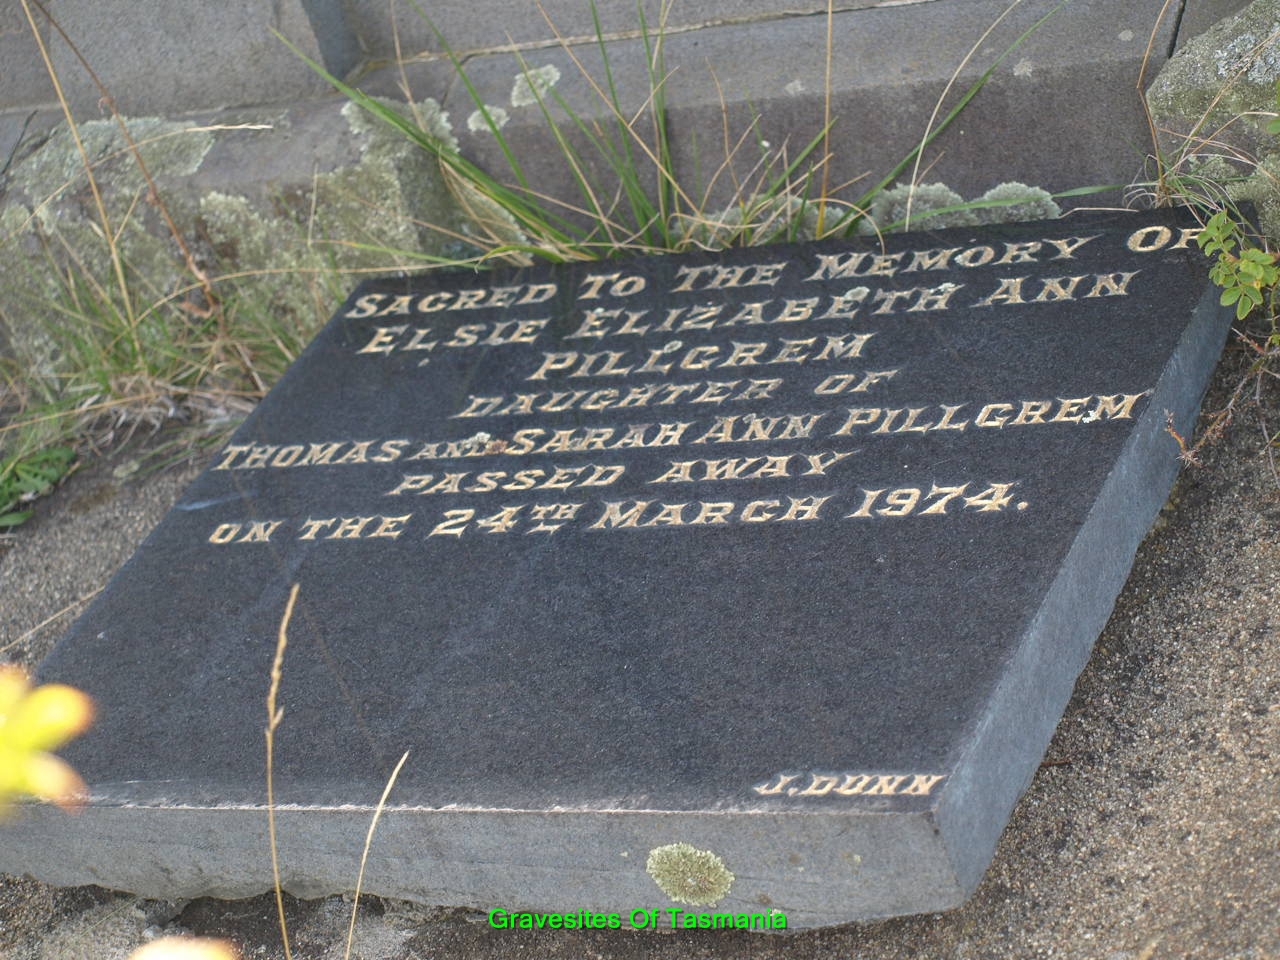 SACRED TO THE MEMORY OF
ELSIE ELIZABETH ANN
PILLGREM
DAUGHTER OF
THOMAS AND SARAH ANN PILLGREM
PASSED AWAY
ON THE 24TH MARCH 1974.
J. DUNN
Gravesites Of Tasmania